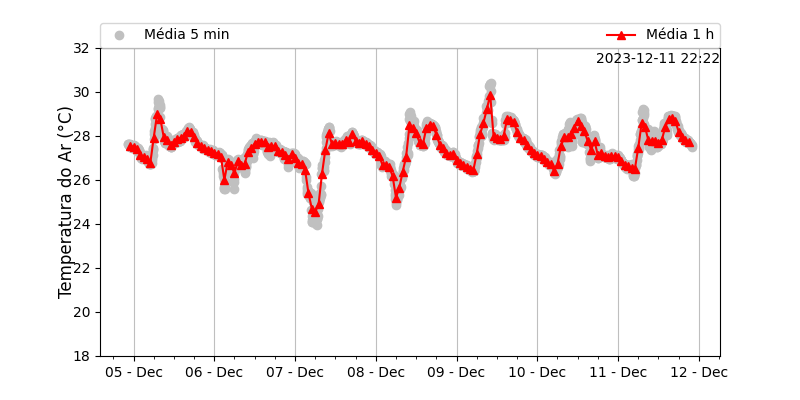 Média 5 min
Média 1 h
2023-12-11 22:22
Temperatura do Ar (°C)
32
30
28
26
24
22
20
18
05 - Dec
06 - Dec
07 - Dec
08 - Dec
09 - Dec
10 - Dec
11 - Dec
12 - Dec